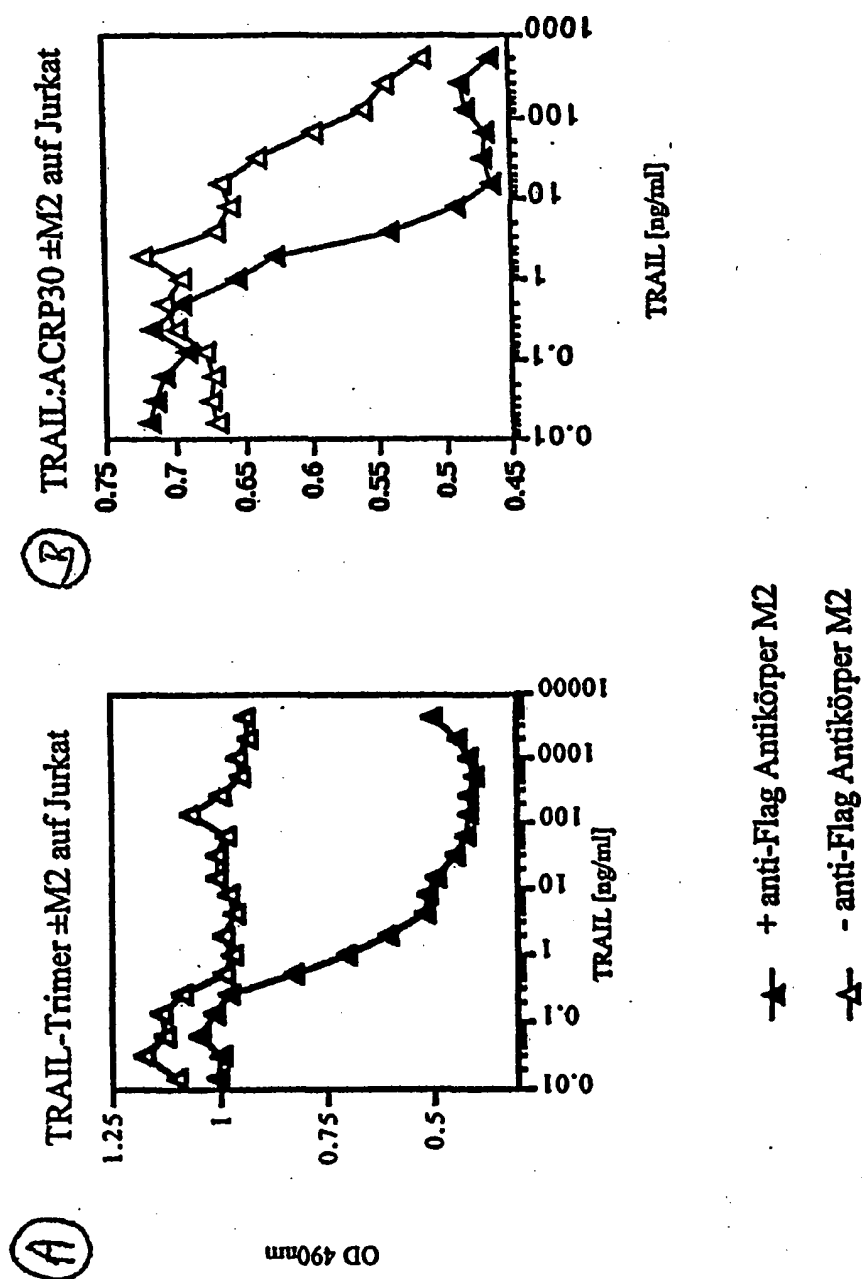 A
TRAIL-Trimer ±M2 auf Jurkat
OD 490nm
1.25
1
0.75
0.5
0.01
0.1
1
10
100
1000
10000
TRAIL [ng/ml]
B
TRAIL:ACRP30 ±M2 auf Jurkat
0.75
0.7
0.65
0.6
0.55
0.5
0.45
0.01
0.1
1
10
100
1000
TRAIL [ng/ml]
+ anti-Flag Antikörper M2
- anti-Flag Antikörper M2